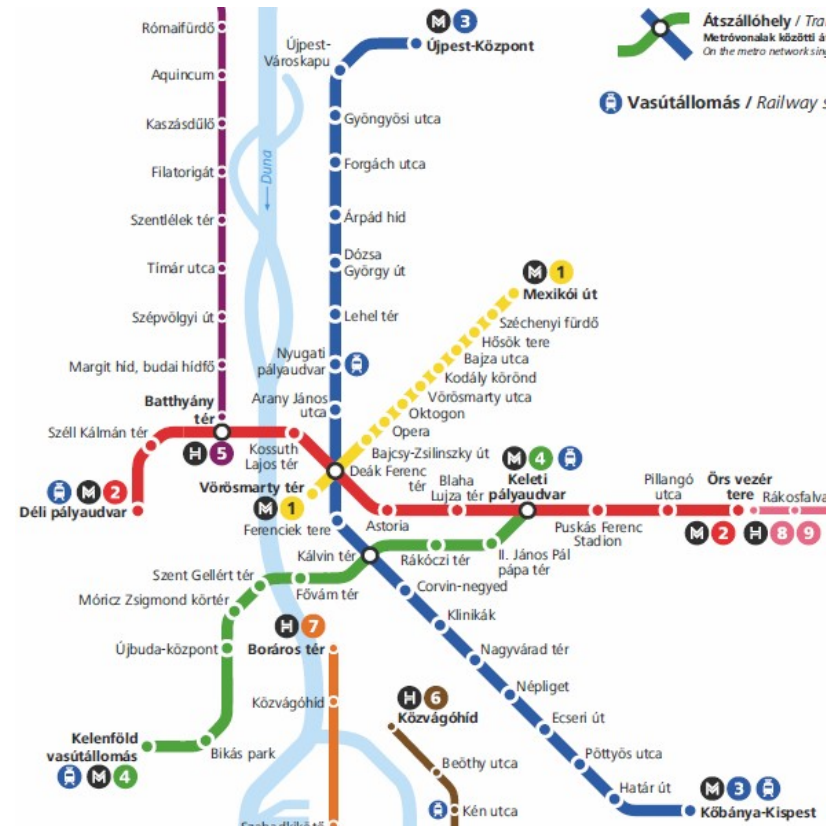 Rómaifürdő
Aquincum
Kaszásdűlő
Filatorigát
Szentlélek tér
Tímár utca
Szépvölgyi út
Margit híd, budai hídfő
Batthyány
tér
H 5
Duna
M 3
Újpest-Központ
Újpest-
Városkapu
Gyöngyösi utca
Forgách utca
Árpád híd
Dózsa
György út
Lehel tér
Nyugati
pályaudvar
Arany János
utca
Átszállóhely /
Metróvonalak közötti
On the metro network
Vasútállomás / Railway
M 1
Mexikói út
Széchenyi fürdő
Hősök tere
Bajza utca
Kodály körönd
Vörösmarty utca
Oktogon
Opera
Bajcsy-Zsilinszky út
Deák Ferenc
tér
Vörösmarty tér
M 1
Széll Kálmán tér
M 2
Déli pályaudvar
Kossuth
Lajos tér
Astoria
Blaha
Lujza tér
M 4
Keleti
pályaudvar
Puskás Ferenc
Stadion
Pillangó
utca
Örs vezér
tere
M 2 H 8 9
Rákosfalva
Ferenciek tere
Kálvin tér
Rákóczi tér
II. János Pál
pápa tér
Szent Gellért tér
Fővám tér
Móricz Zsigmond körtér
Újbuda-központ
Bikás park
Kelenföld
vasútállomás
M 4
Corvin-negyed
Klinikák
Nagyvárad tér
Népliget
Ecseri út
Pöttyös utca
Határ út
M 3
Kőbánya-Kispest
H 7
Boráros tér
Közvágóhíd
H 6
Közvágóhíd
Beöthy utca
Kén utca